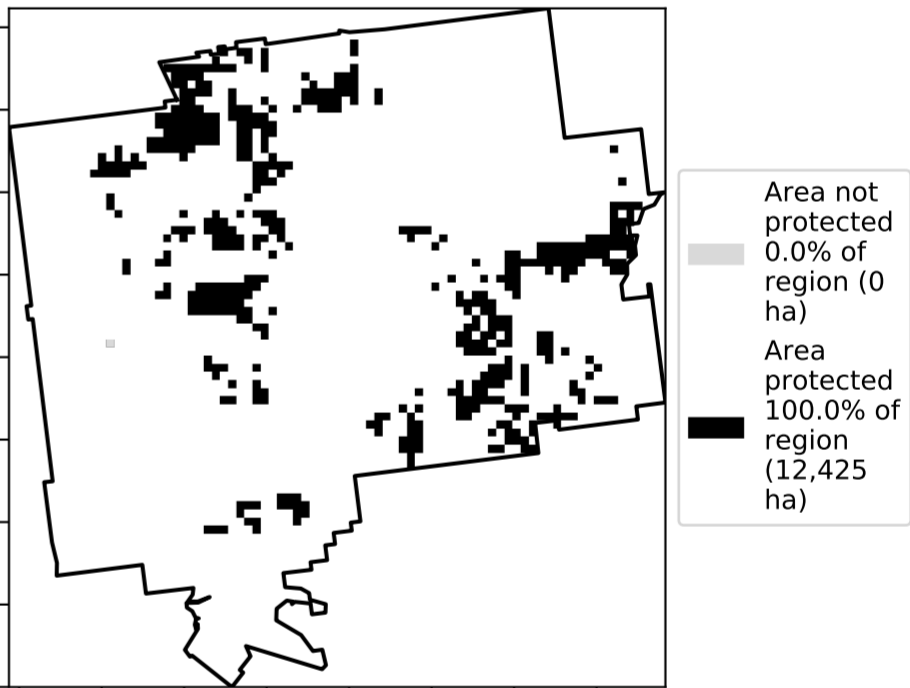 Area not
protected
0.0% of
region (0
ha)
Area
protected
100.0% of
region
(12,425
ha)